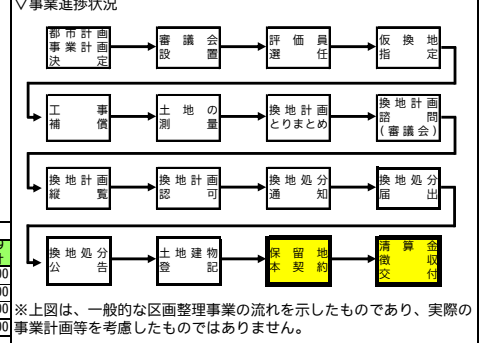 ▽事業進捗状況
都市計画
事業計画
決定
審議会
設置
評価員
選任
仮換地
指定
工事
補償
土地の
測量
換地計画
とりまとめ
換地計画
諮問
(審議会)
換地計画
縦覧
換地計画
認可
換地処分
通知
換地処分
届出
換地処分
公告
土地建物
登記
保留地
本契約
清算金
徴収
交付
※上図は、一般的な区画整理事業の流れを示したものであり、実際の
事業計画等を考慮したものではありません。